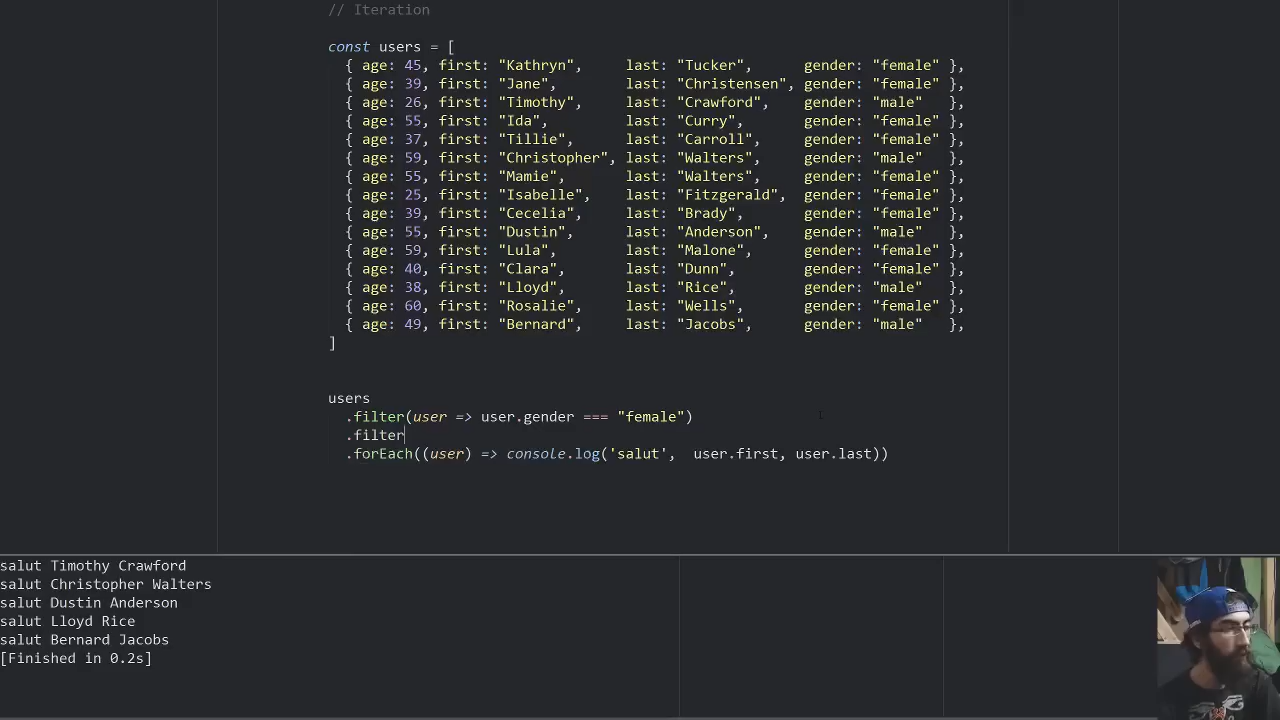 // Iteration
const users = [
{ age: 45, first: "Kathryn", last: "Tucker", gender: "female" },
{ age: 39, first: "Jane", last: "Christensen", gender: "female" },
{ age: 26, first: "Timothy", last: "Crawford", gender: "male" },
{ age: 55, first: "Ida", last: "Curry", gender: "female" },
{ age: 37, first: "Tillie", last: "Carroll", gender: "female" },
{ age: 59, first: "Christopher", last: "Walters", gender: "male" },
{ age: 55, first: "Mamie", last: "Walters", gender: "female" },
{ age: 25, first: "Isabelle", last: "Fitzgerald", gender: "female" },
{ age: 39, first: "Cecelia", last: "Brady", gender: "female" },
{ age: 55, first: "Dustin", last: "Anderson", gender: "male" },
{ age: 59, first: "Lula", last: "Malone", gender: "female" },
{ age: 40, first: "Clara", last: "Dunn", gender: "female" },
{ age: 38, first: "Lloyd", last: "Rice", gender: "male" },
{ age: 60, first: "Rosalie", last: "Wells", gender: "female" },
{ age: 49, first: "Bernard", last: "Jacobs", gender: "male" },
]
users
.filter(user => user.gender === "female")
.filter
.forEach((user) => console.log('salut', user.first, user.last))
salut Timothy Crawford
salut Christopher Walters
salut Dustin Anderson
salut Lloyd Rice
salut Bernard Jacobs
[Finished in 0.2s]